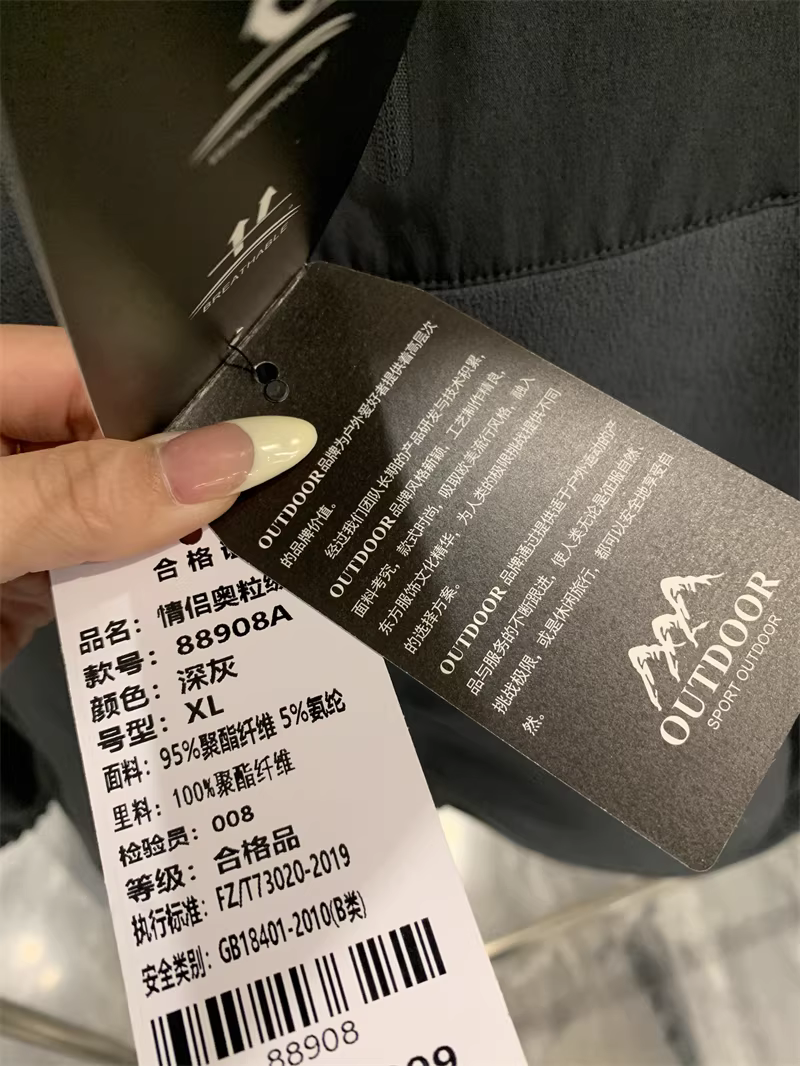 BREATHABLE
OUTDOOR品牌为户外爱好者提供着高层次
的品牌价值。
经过我们团队长期的产品研发与技术积累,
OUTDOOR品牌风格新颖,工艺制作精良,
面料考究,款式时尚,吸取欧美流行风格,融入
东方服饰文化精华,为人类的极限挑战提供不同
的选择方案。
OUTDOOR品牌通过提供适于户外运动的产
品与服务的不断跟进,使人类无论是征服自然、
挑战极限,或是休闲旅行,都可以安全地享受自
然。
OUTDOOR
SPORT OUTDOOR
合格
品名:情侣奥粒
款号:88908A
颜色:深灰
号型:XL
面料:95%聚酯纤维 5%氨纶
里料:100%聚酯纤维
检验员:008
等级:合格品
执行标准:FZ/T73020-2019
安全类别:GB18401-2010(B类)
88908